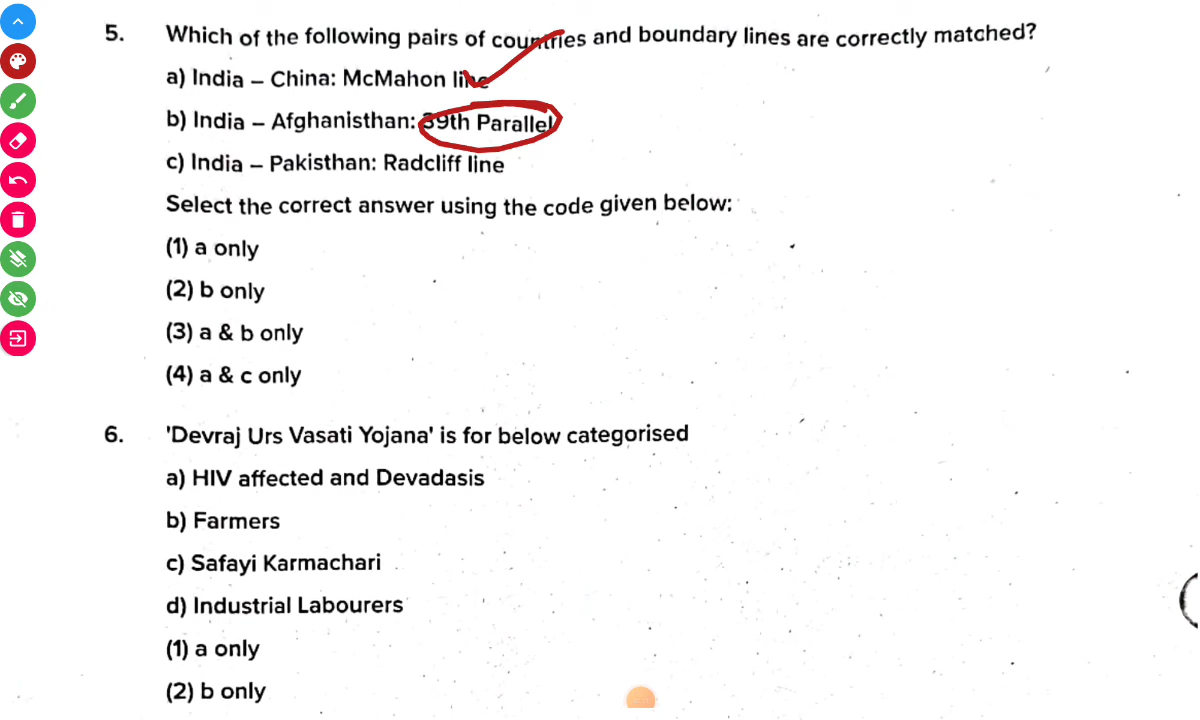 5. Which of the following pairs of countries and boundary lines are correctly matched?
a) India – China: McMahon line
b) India – Afghanisthan: 39th Parallel
c) India – Pakisthan: Radcliff line
Select the correct answer using the code given below:
(1) a only
(2) b only
(3) a & b only
(4) a & c only
6. 'Devraj Urs Vasati Yojana' is for below categorised
a) HIV affected and Devadasis
b) Farmers
c) Safayi Karmachari
d) Industrial Labourers
(1) a only
(2) b only